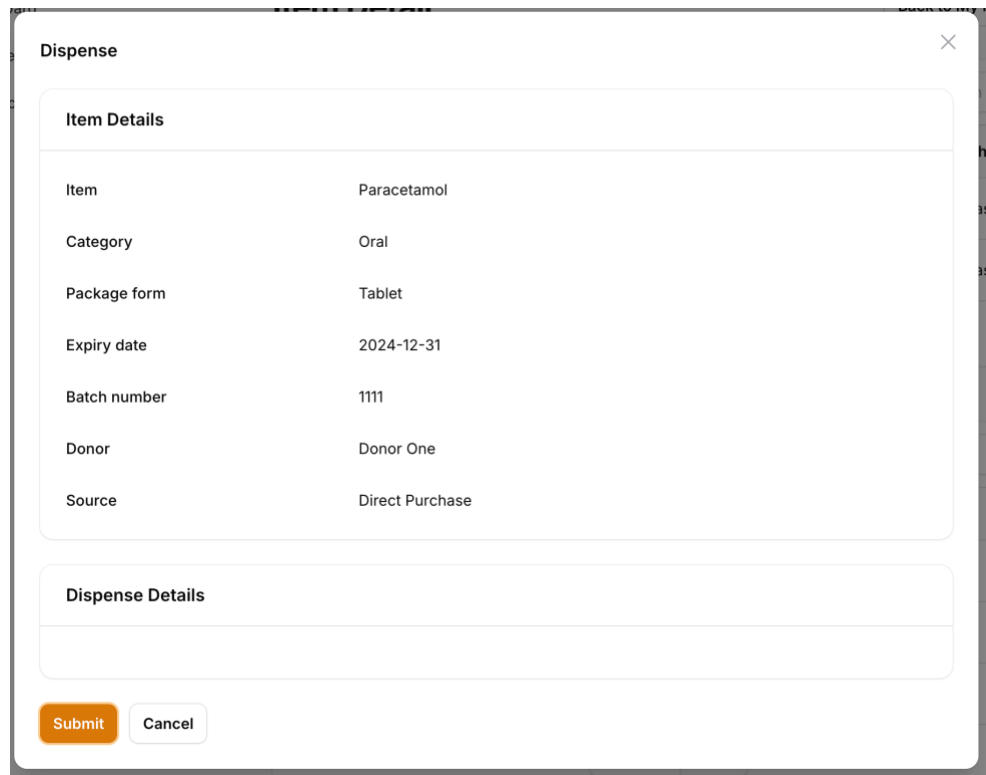 Dispense
Item Details
Item Paracetamol
Category Oral
Package form Tablet
Expiry date 2024-12-31
Batch number 1111
Donor Donor One
Source Direct Purchase
Dispense Details
Submit Cancel